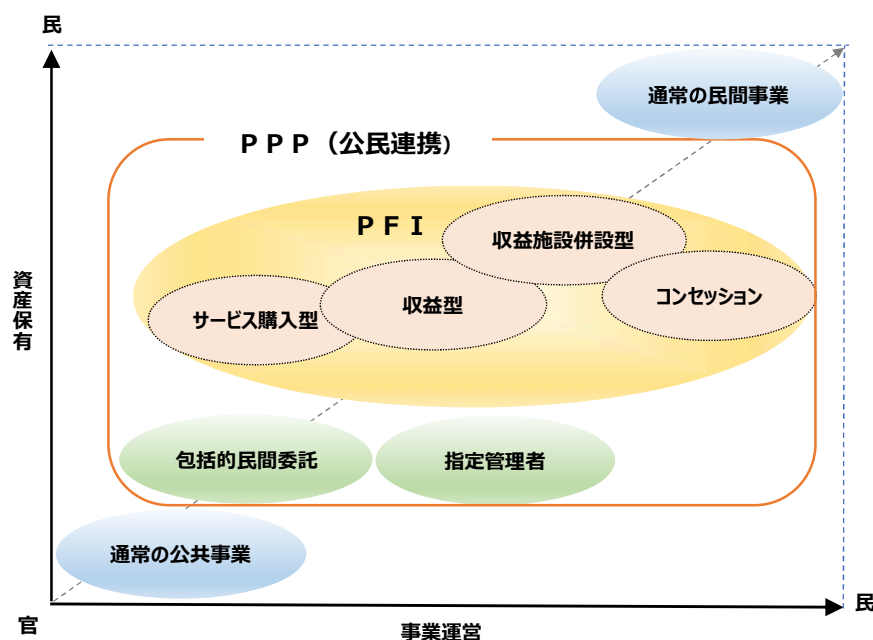 民
通常の民間事業
ＰＰＰ（公民連携）
ＰＦＩ
収益施設併設型
コンセッション
収益型
サービス購入型
資産保有
包括的民間委託
指定管理者
通常の公共事業
官
事業運営
民